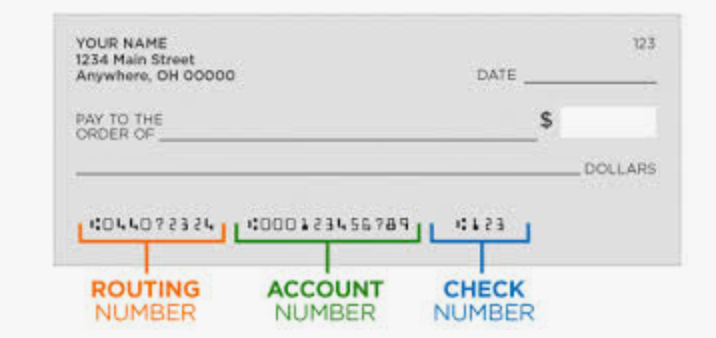 YOUR NAME 123
1234 Main Street
Anywhere, OH 00000 DATE
PAY TO THE $
ORDER OF
DOLLARS
⑆044072324 ⑆000123456789 ⑆123
ROUTING ACCOUNT CHECK
NUMBER NUMBER NUMBER